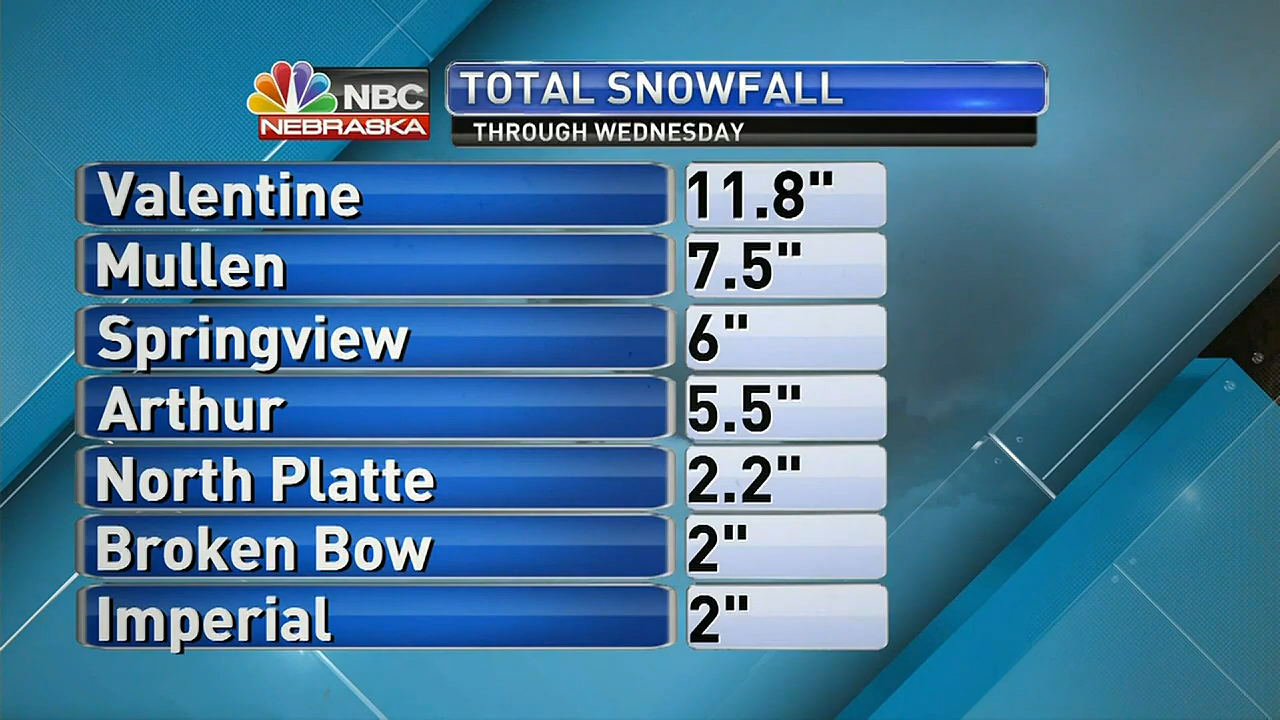 NBC
NEBRASKA
TOTAL SNOWFALL
THROUGH WEDNESDAY
Valentine 11.8"
Mullen 7.5"
Springview 6"
Arthur 5.5"
North Platte 2.2"
Broken Bow 2"
Imperial 2"